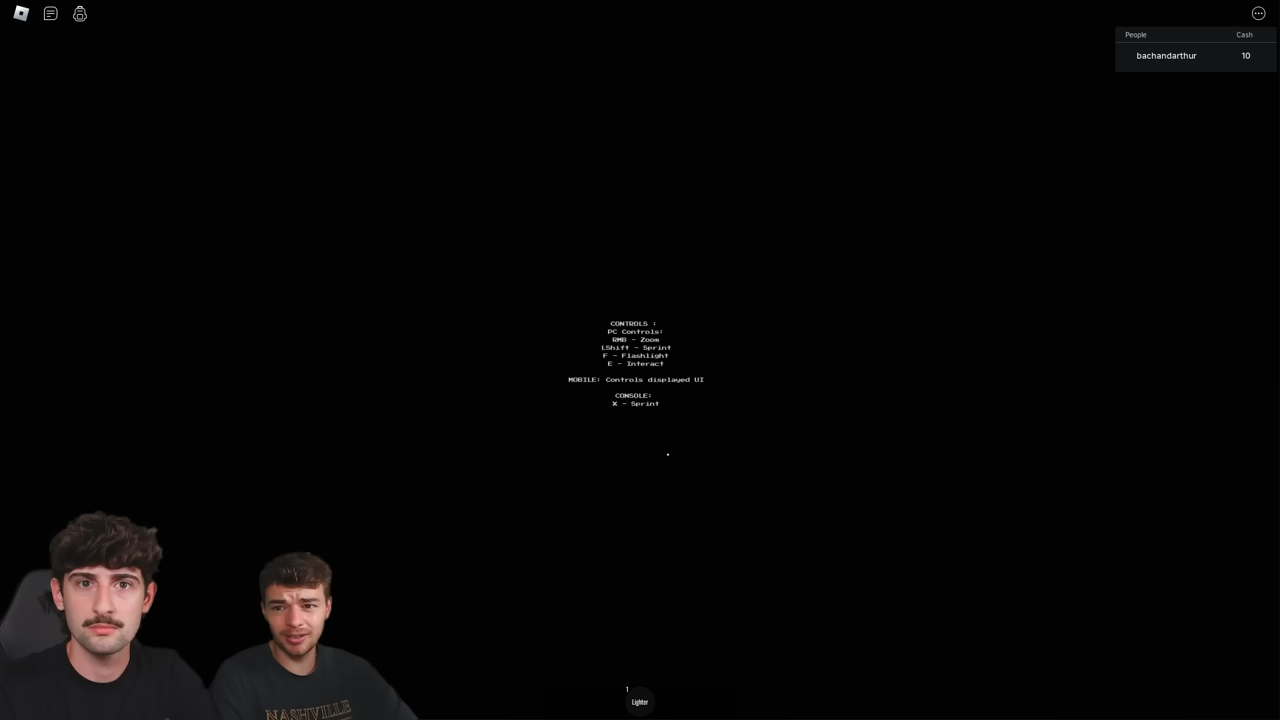 People Cash
bachandarthur 10
CONTROLS :
PC Controls:
RMB - Zoom
LShift - Sprint
F - Flashlight
E - Interact
MOBILE: Controls displayed UI
CONSOLE:
X - Sprint
1
Lighter
NASHVILLE